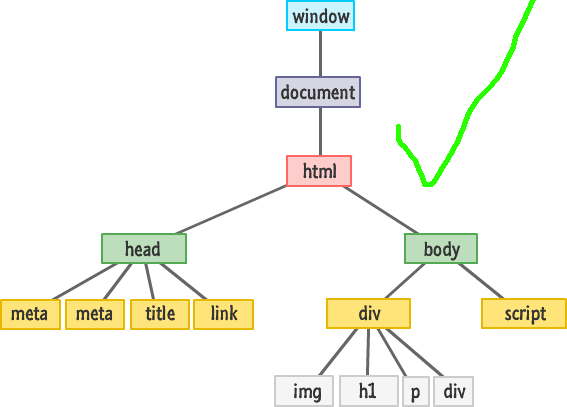 window
document
html
head body
meta meta title link div script
img h1 p div